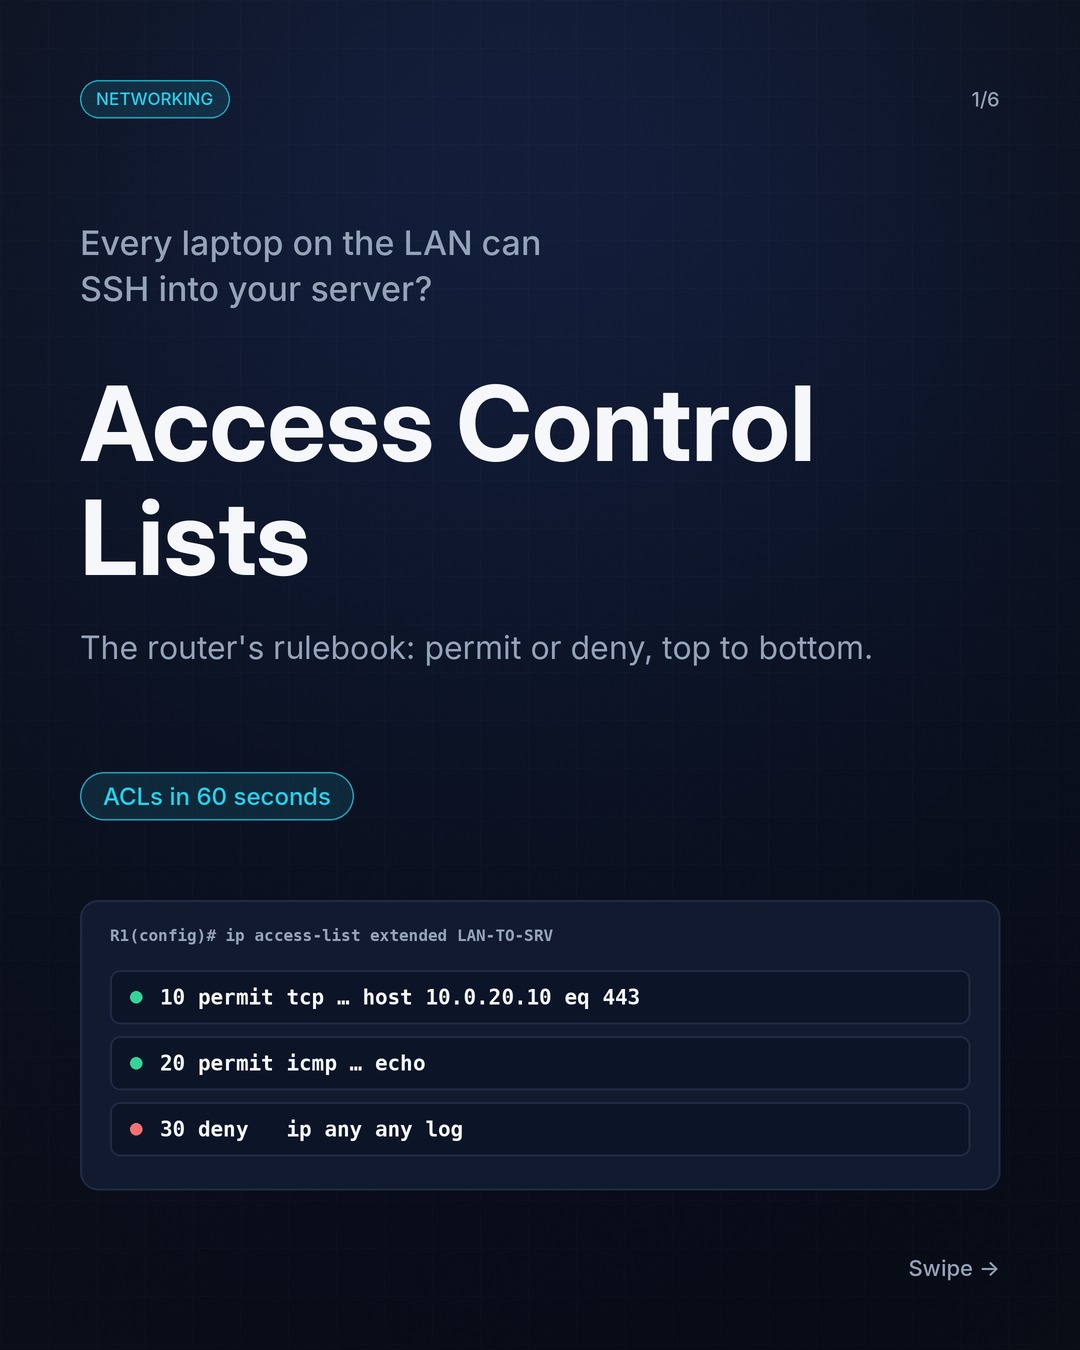 NETWORKING
1/6
Every laptop on the LAN can
SSH into your server?
Access Control
Lists
The router's rulebook: permit or deny, top to bottom.
ACLs in 60 seconds
R1(config)# ip access-list extended LAN-TO-SRV
10 permit tcp … host 10.0.20.10 eq 443
20 permit icmp … echo
30 deny   ip any any log
Swipe →